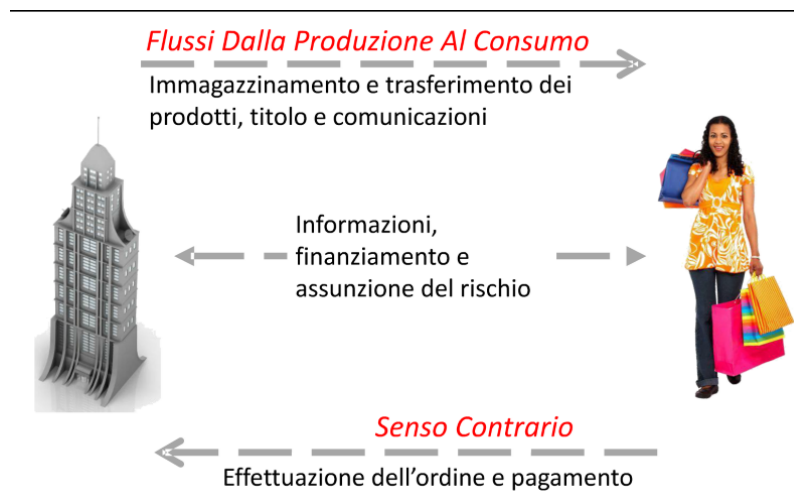 Flussi Dalla Produzione Al Consumo
Immagazzinamento e trasferimento dei
prodotti, titolo e comunicazioni
Informazioni,
finanziamento e
assunzione del rischio
Senso Contrario
Effettuazione dell’ordine e pagamento